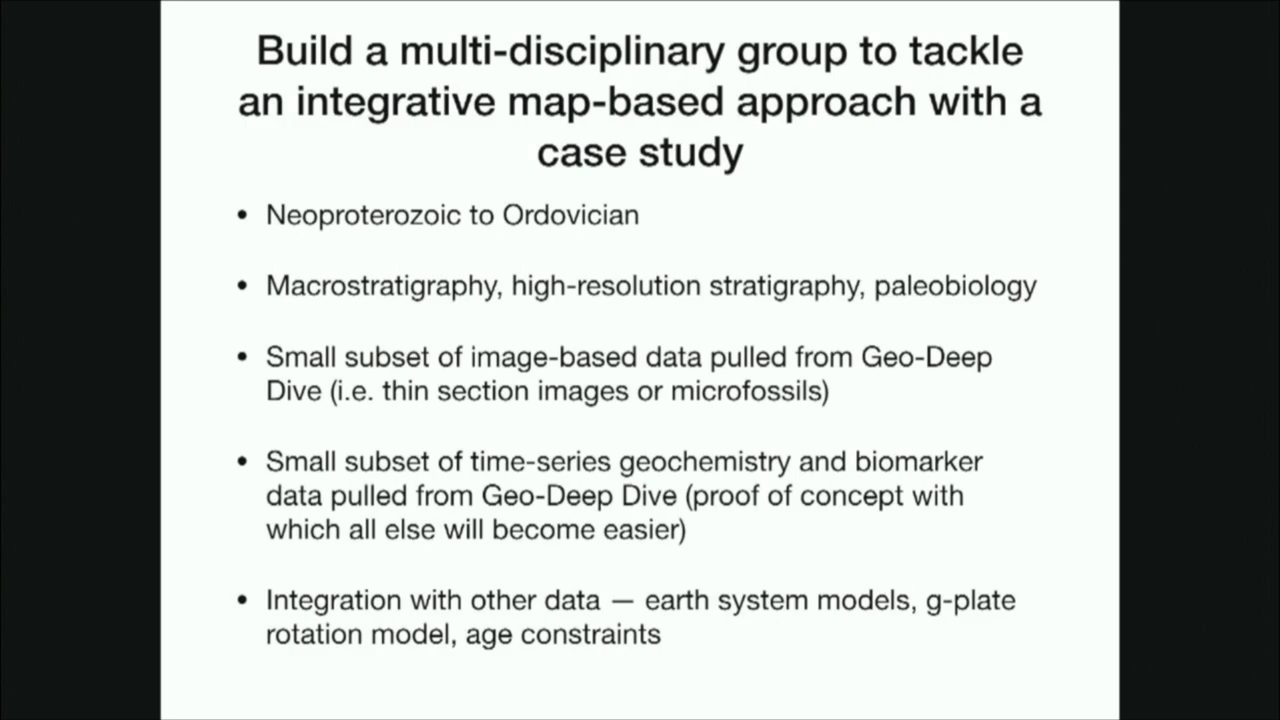 Build a multi-disciplinary group to tackle
an integrative map-based approach with a
case study
• Neoproterozoic to Ordovician
• Macrostratigraphy, high-resolution stratigraphy, paleobiology
• Small subset of image-based data pulled from Geo-Deep
Dive (i.e. thin section images or microfossils)
• Small subset of time-series geochemistry and biomarker
data pulled from Geo-Deep Dive (proof of concept with
which all else will become easier)
• Integration with other data — earth system models, g-plate
rotation model, age constraints